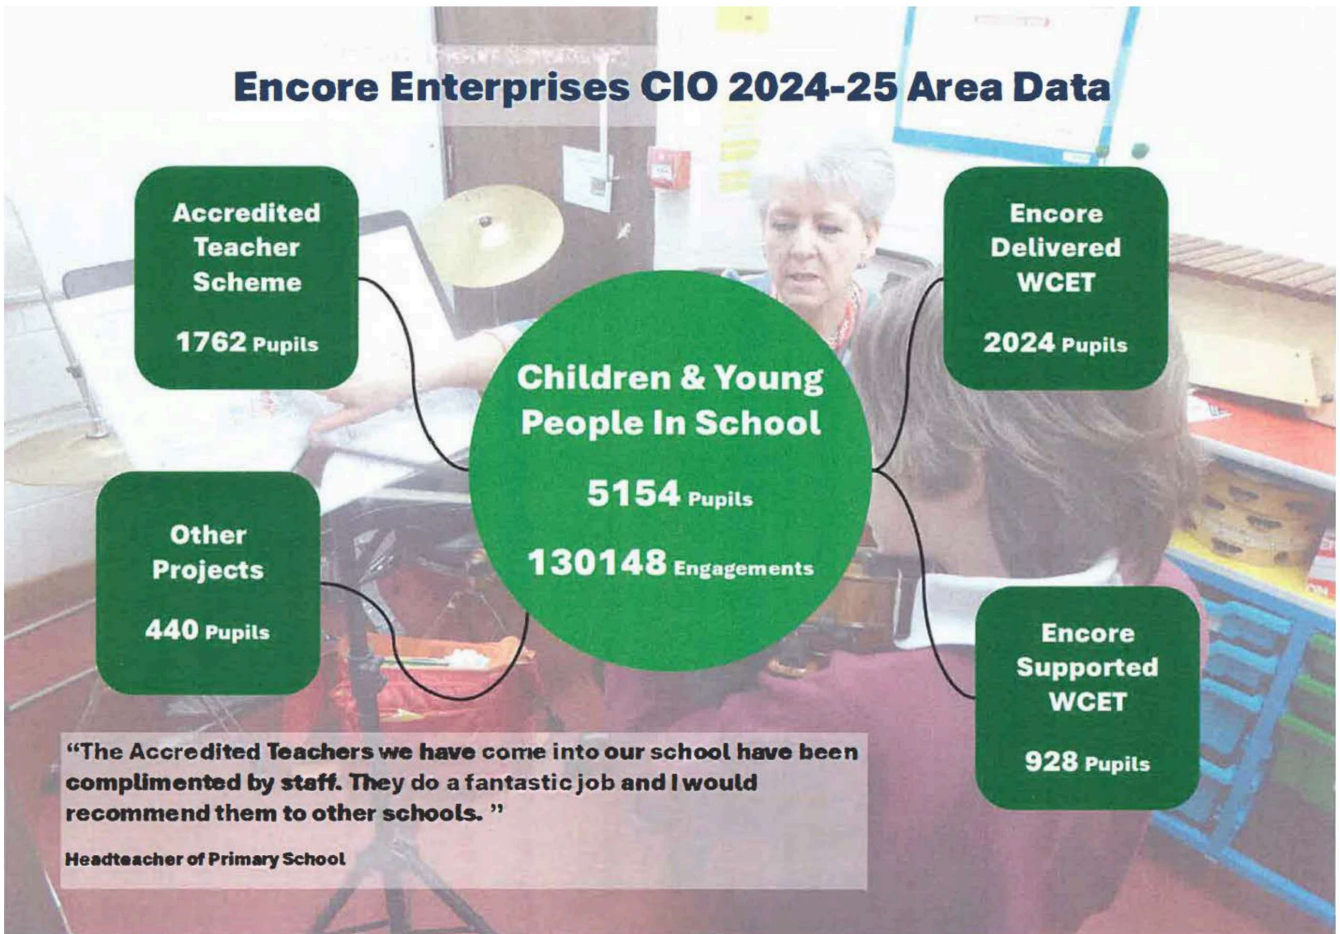 Encore Enterprises CIO 2024-25 Area Data
Accredited
Teacher
Scheme
1762 Pupils
Encore
Delivered
WCET
2024 Pupils
Children & Young
People In School
5154 Pupils
130148 Engagements
Other
Projects
440 Pupils
Encore
Supported
WCET
928 Pupils
“The Accredited Teachers we have come into our school have been
complimented by staff. They do a fantastic job and I would
recommend them to other schools. ”
Headteacher of Primary School